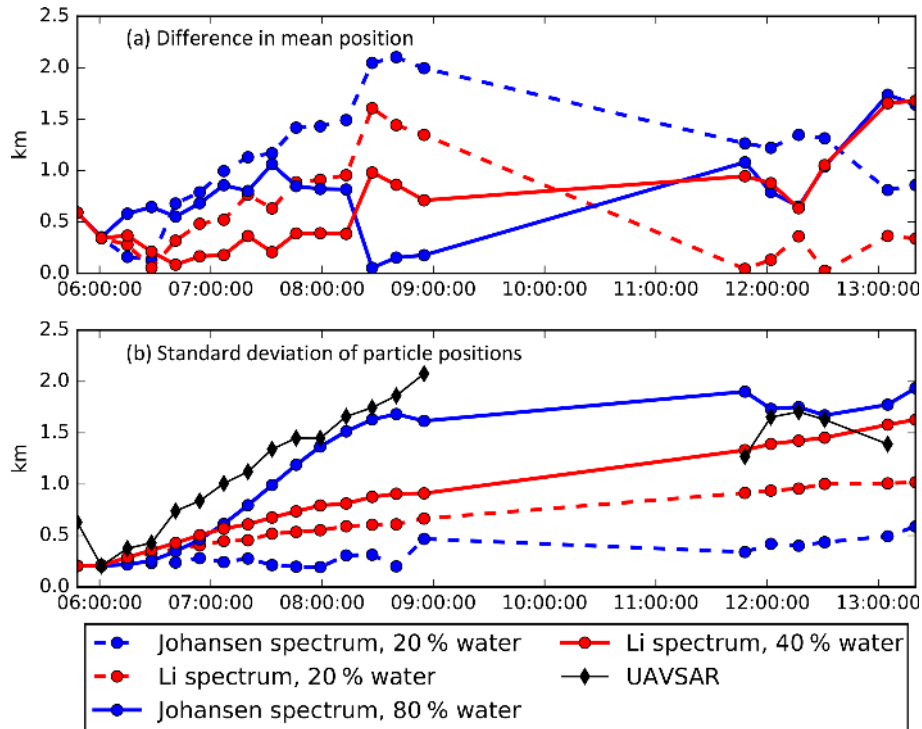 2.5
(a) Difference in mean position
2.0
1.5
km
1.0
0.5
0.0
06:00:00 07:00:00 08:00:00 09:00:00 10:00:00 11:00:00 12:00:00 13:00:00
2.5
(b) Standard deviation of particle positions
2.0
1.5
km
1.0
0.5
0.0
06:00:00 07:00:00 08:00:00 09:00:00 10:00:00 11:00:00 12:00:00 13:00:00
Johansen spectrum, 20 % water
Li spectrum, 20 % water
Johansen spectrum, 80 % water
Li spectrum, 40 % water
UAVSAR